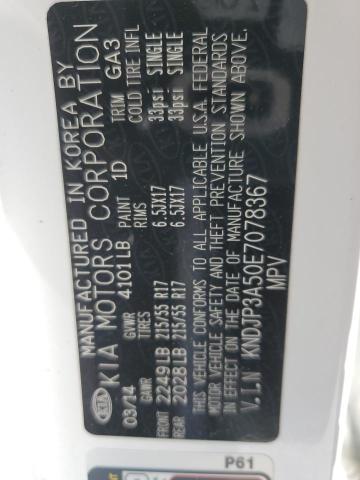 MANUFACTURED IN KOREA BY
KIA KIA MOTORS CORPORATION
03/14 GVWR 4101LB PAINT 1D TRIM GA3
GAWR TIRES RIMS COLD TIRE INFL
FRONT 2249LB 215/55 R17 6.5JX17 33psi SINGLE
REAR 2028LB 215/55 R17 6.5JX17 33psi SINGLE
THIS VEHICLE CONFORMS TO ALL APPLICABLE U.S.A. FEDERAL
MOTOR VEHICLE SAFETY AND THEFT PREVENTION STANDARDS
IN EFFECT ON THE DATE OF MANUFACTURE SHOWN ABOVE.
V.I.N KNDJP3A50E7078367
MPV
P61